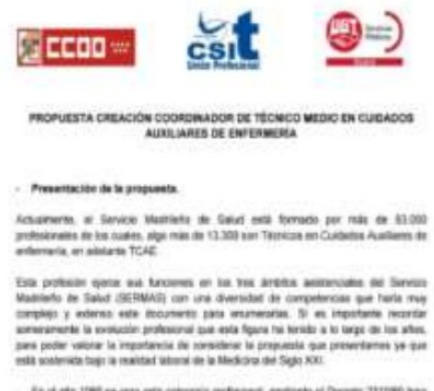 CCOO
CSIt
Unión Profesional
UGT
Servicios
Públicos
PROPUESTA CREACIÓN COORDINADOR DE TÉCNICO MEDIO EN CUIDADOS
AUXILIARES DE ENFERMERÍA
- Presentación de la propuesta.
Actualmente, el Servicio Madrileño de Salud está formado por más de 83.000
profesionales de los cuales, algo más de 13.300 son Técnicos en Cuidados Auxiliares de
enfermería, en adelante TCAE.
Esta profesión ejerce sus funciones en los tres ámbitos asistenciales del Servicio
Madrileño de Salud (SERMAS) con una diversidad de competencias que haría muy
complejo y extenso este documento para enumerarlas. Si es importante recordar
someramente la evolución profesional que esta figura ha tenido a lo largo de los años,
para poder valorar la importancia de considerar la propuesta que presentamos ya que
está sostenida bajo la realidad laboral de la Medicina del Siglo XXI.